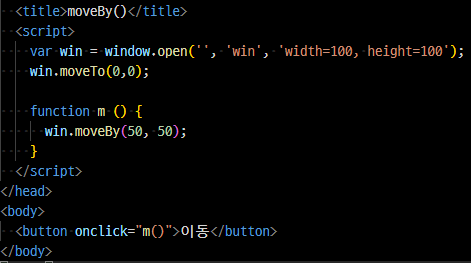 <title>moveBy()</title>
<script>
var win = window.open('', 'win', 'width=100, height=100');
win.moveTo(0,0);
function m () {
win.moveBy(50, 50);
}
</script>
</head>
<body>
<button onclick="m()">이동</button>
</body>